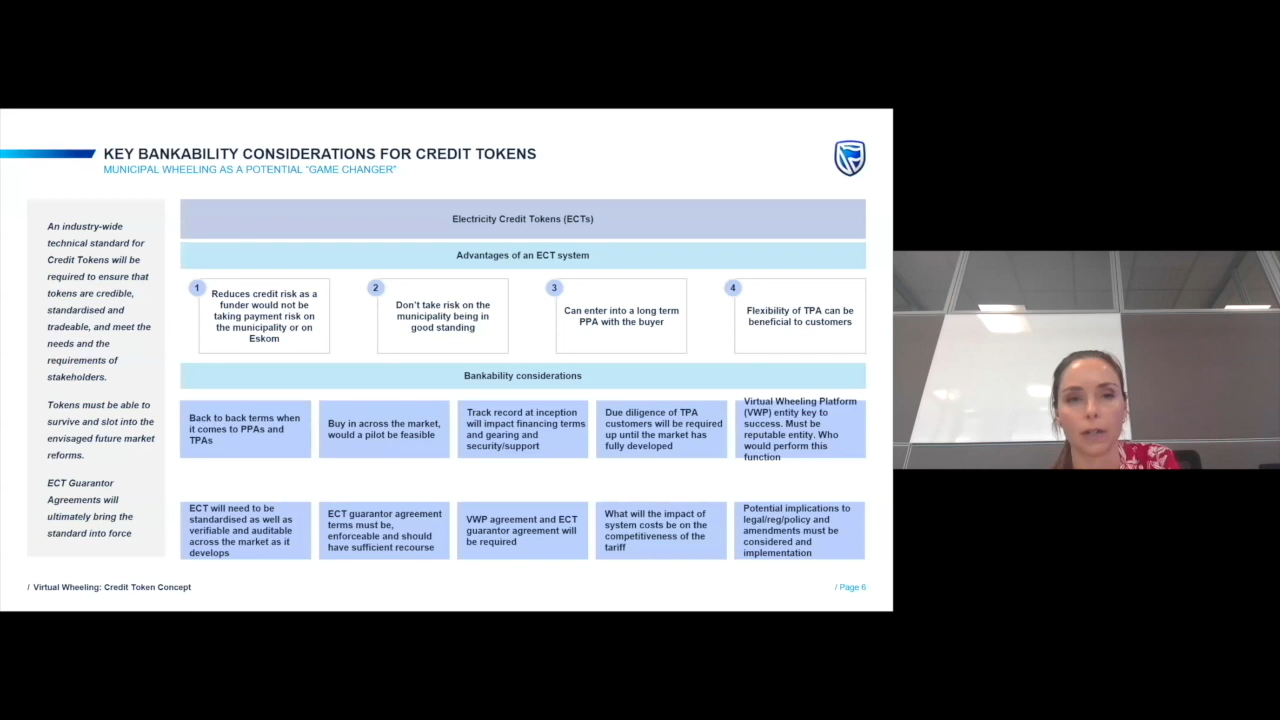 KEY BANKABILITY CONSIDERATIONS FOR CREDIT TOKENS
MUNICIPAL WHEELING AS A POTENTIAL "GAME CHANGER"
An industry-wide
technical standard for
Credit Tokens will be
required to ensure that
tokens are credible,
standardised and
tradeable, and meet the
needs and the
requirements of
stakeholders.
Tokens must be able to
survive and slot into the
envisaged future market
reforms.
ECT Guarantor
Agreements will
ultimately bring the
standard into force
Electricity Credit Tokens (ECTs)
Advantages of an ECT system
1
Reduces credit risk as a
funder would not be
taking payment risk on
the municipality or on
Eskom
2
Don't take risk on the
municipality being in
good standing
3
Can enter into a long term
PPA with the buyer
4
Flexibility of TPA can be
beneficial to customers
Bankability considerations
Back to back terms when
it comes to PPAs and
TPAs
Buy in across the market,
would a pilot be feasible
Track record at inception
will impact financing terms
and gearing and
security/support
Due diligence of TPA
customers will be required
up until the market has
fully developed
Virtual Wheeling Platform
(VWP) entity key to
success. Must be
reputable entity. Who
would perform this
function
ECT will need to be
standardised as well as
verifiable and auditable
across the market as it
develops
ECT guarantor agreement
terms must be,
enforceable and should
have sufficient recourse
VWP agreement and ECT
guarantor agreement will
be required
What will the impact of
system costs be on the
competitiveness of the
tariff
Potential implications to
legal/reg/policy and
amendments must be
considered and
implementation
/ Virtual Wheeling: Credit Token Concept
/ Page 6